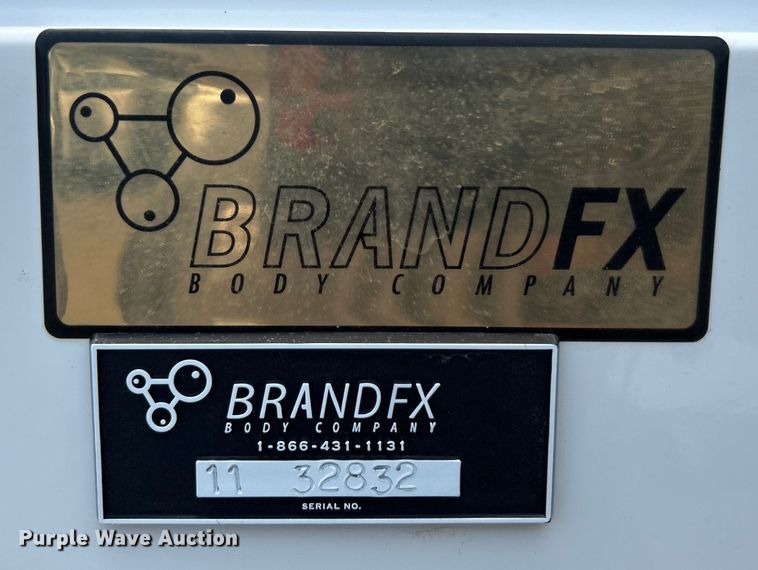 BRANDFX
BODY COMPANY
BRANDFX
BODY COMPANY
1-866-431-1131
11 32832
SERIAL NO.
Purple Wave Auction